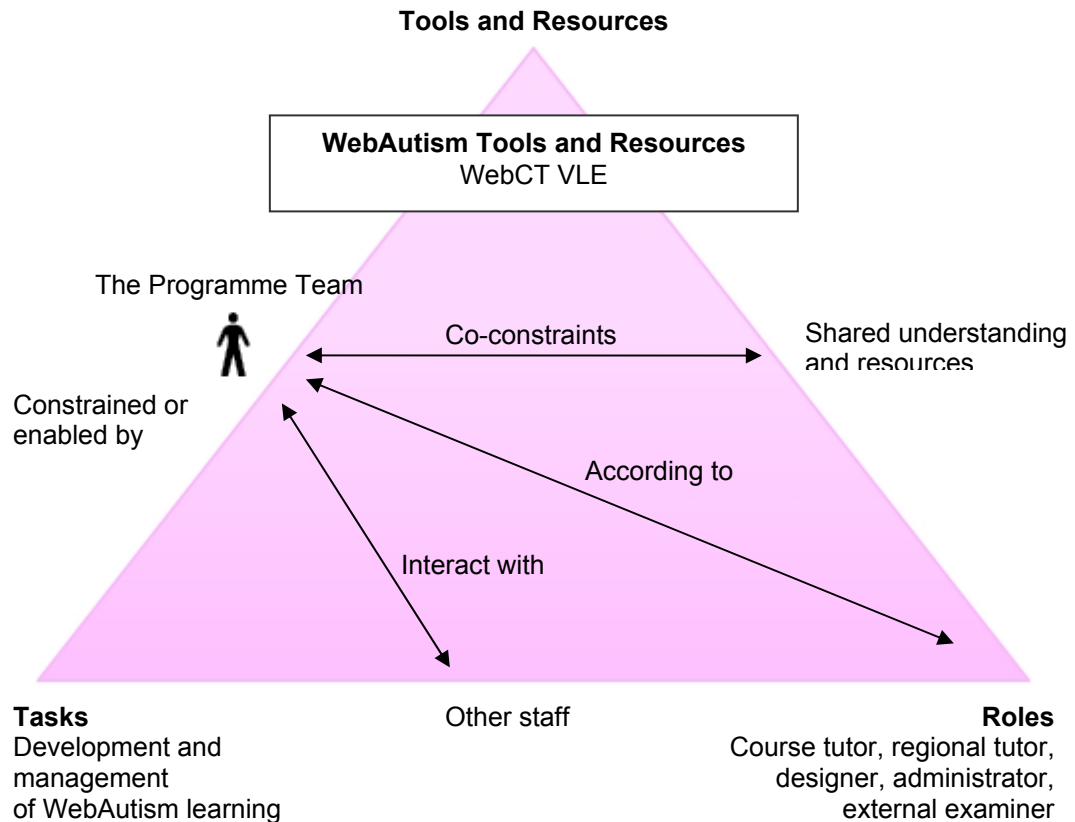 Tools and Resources
WebAutism Tools and Resources
WebCT VLE
The Programme Team
Co-constraints
Shared understanding
and resources
Constrained or
enabled by
According to
Interact with
Tasks
Development and
management
of WebAutism learning
Other staff
Roles
Course tutor, regional tutor,
designer, administrator,
external examiner